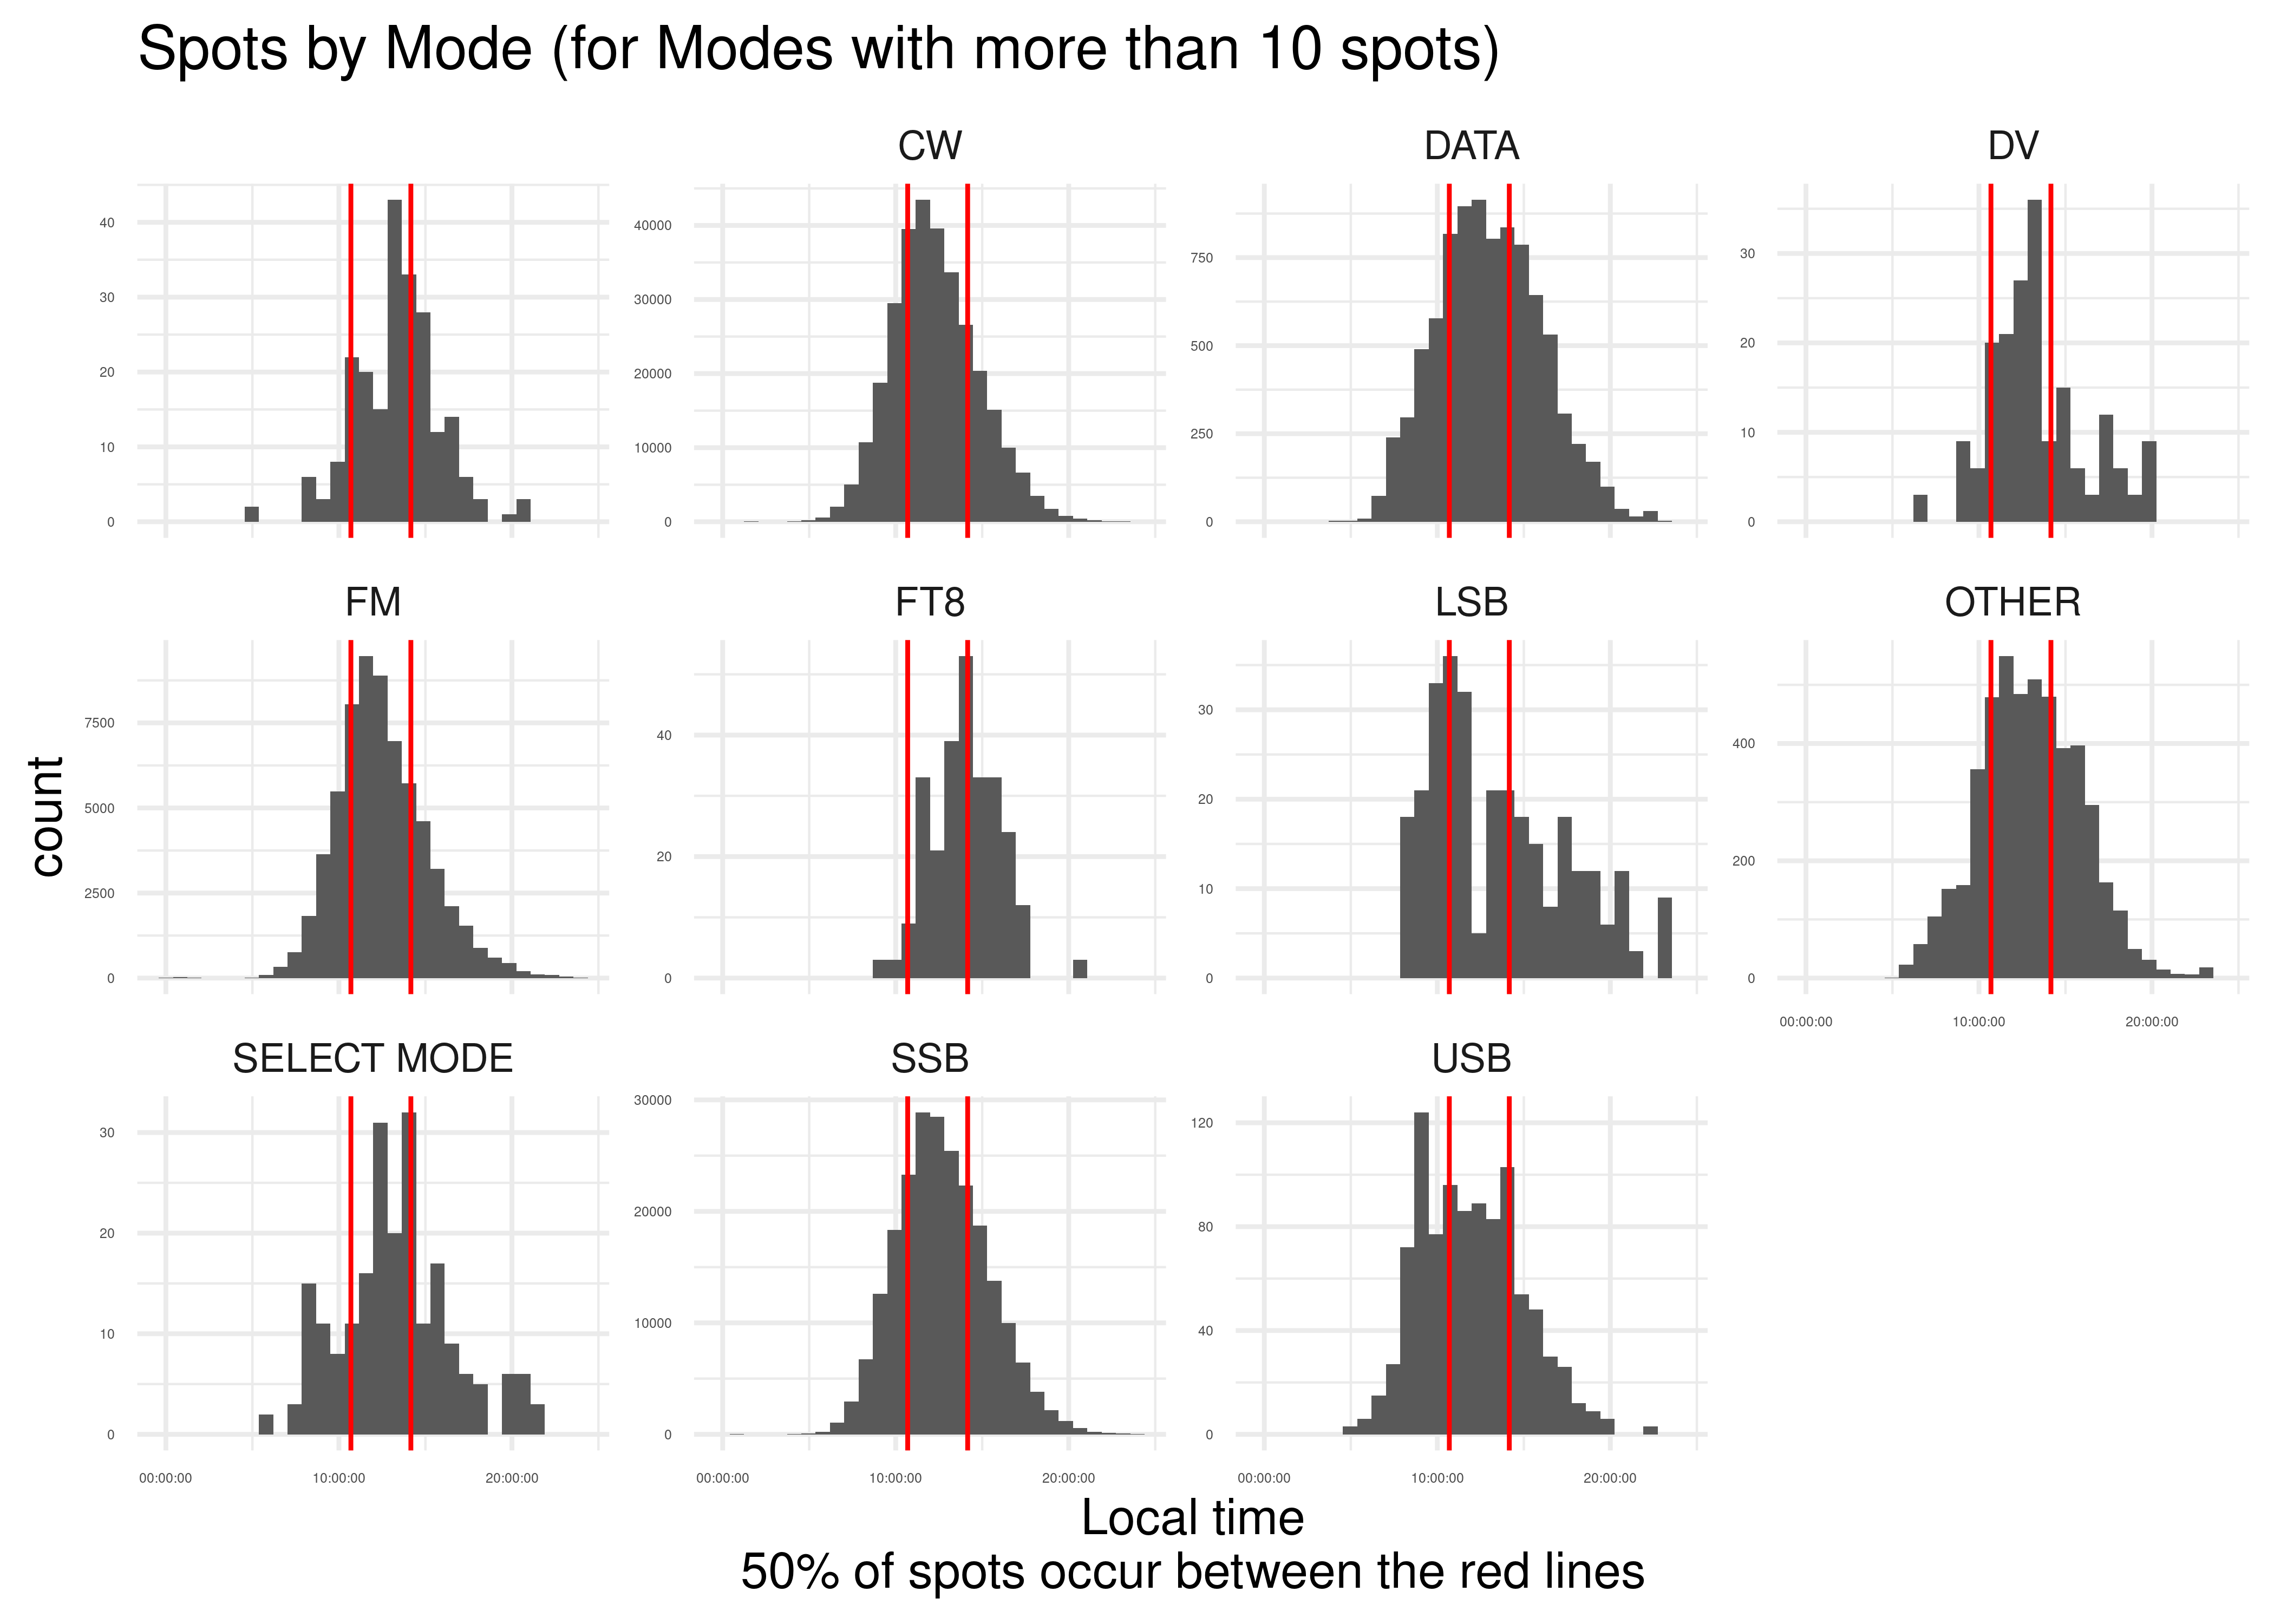 Spots by Mode (for Modes with more than 10 spots)
CW
DATA
DV
40
30
20
10
0
40000
30000
20000
10000
0
750
500
250
0
30
20
10
0
FM
FT8
LSB
OTHER
count
7500
5000
2500
0
40
20
0
30
20
10
0
400
200
0
00:00:00 10:00:00 20:00:00
SELECT MODE
SSB
USB
30
20
10
0
30000
20000
10000
0
120
80
40
0
00:00:00 10:00:00 20:00:00
00:00:00 10:00:00 20:00:00
00:00:00 10:00:00 20:00:00
Local time
50% of spots occur between the red lines